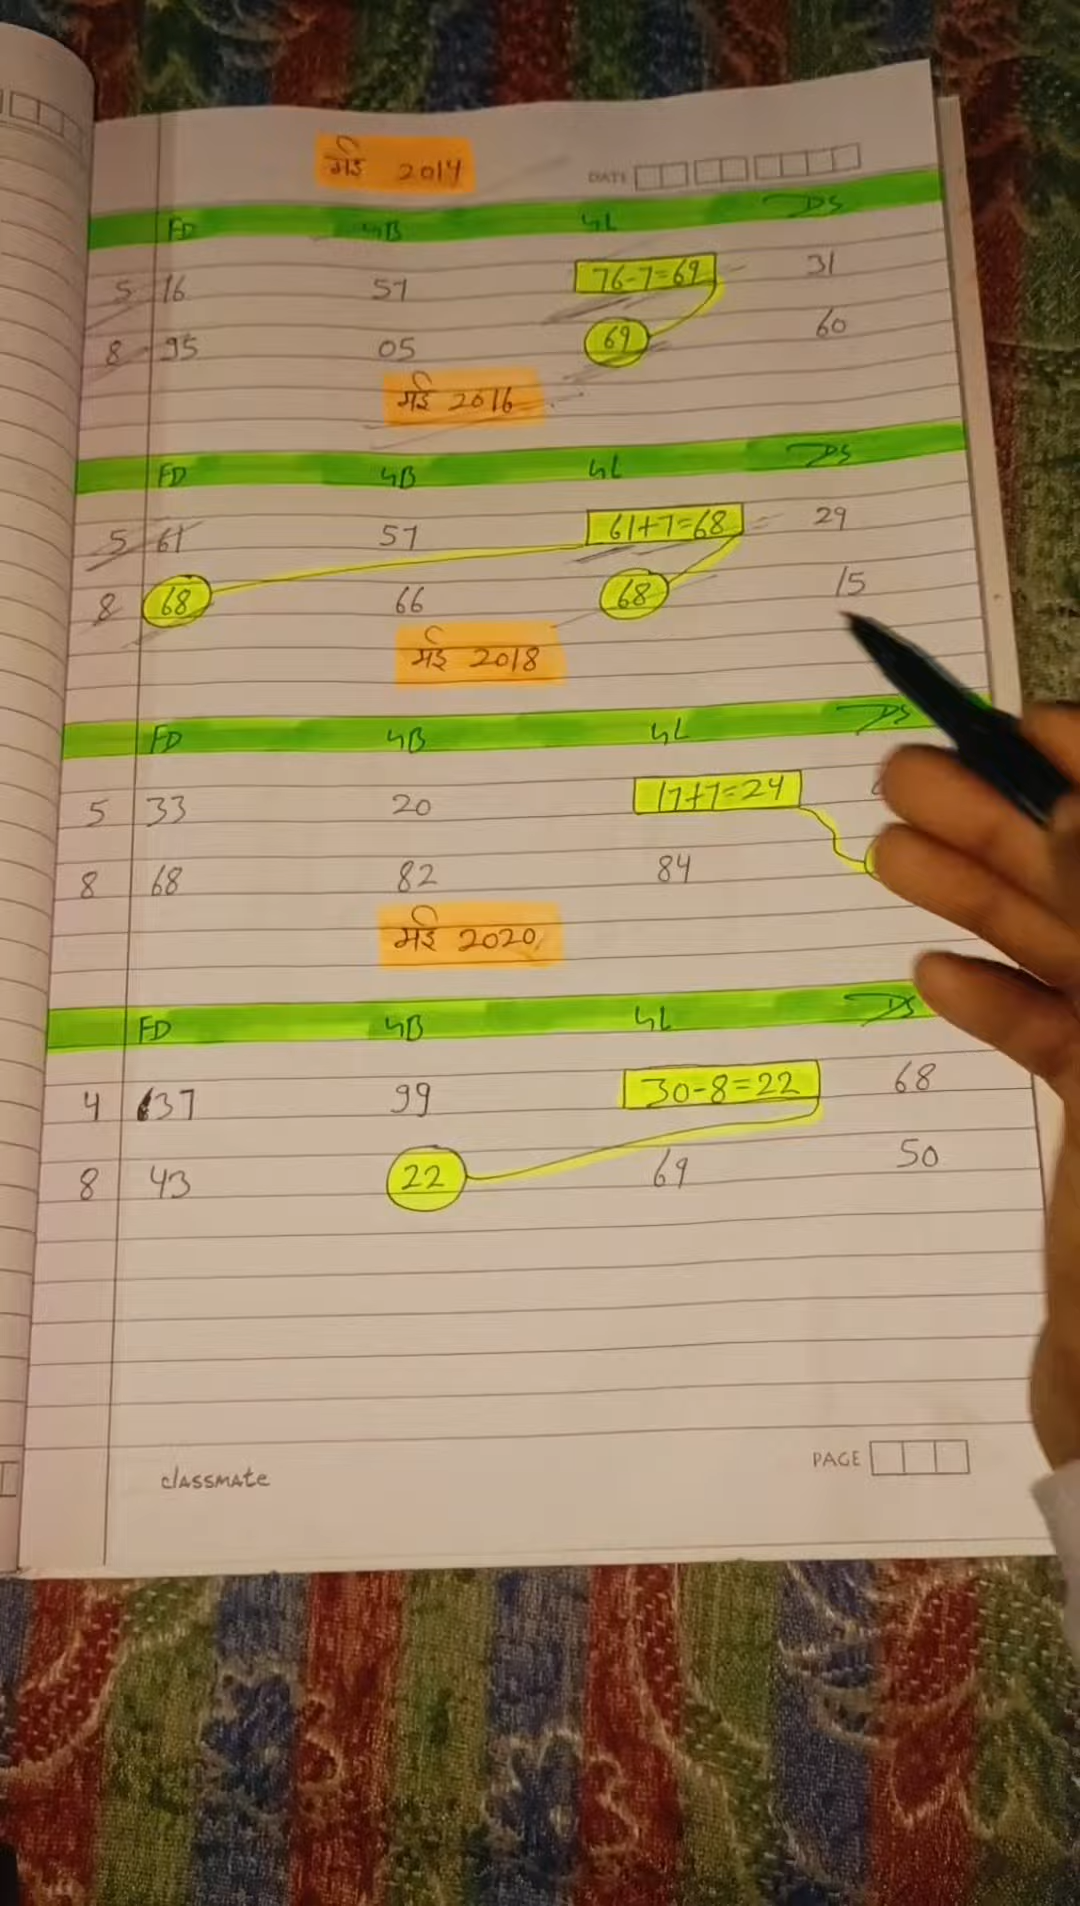 मई 2014
DATE
FD GB GL DS
5 16 51 76-7=69 31
8 95 05 69 60
मई 2016
FD GB GL DS
5 61 51 61+7=68 29
8 68 66 68 15
मई 2018
FD GB GL DS
5 33 20 17+7=24
8 68 82 84
मई 2020
FD GB GL DS
4 37 99 30-8=22 68
8 43 22 69 50
classmate
PAGE